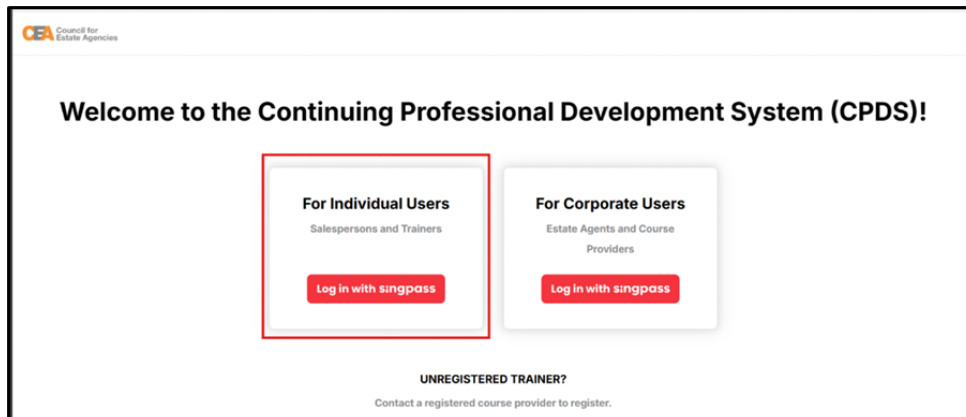 CEA Council for
Estate Agencies
Welcome to the Continuing Professional Development System (CPDS)!
For Individual Users
Salespersons and Trainers
Log in with singpass
For Corporate Users
Estate Agents and Course
Providers
Log in with singpass
UNREGISTERED TRAINER?
Contact a registered course provider to register.